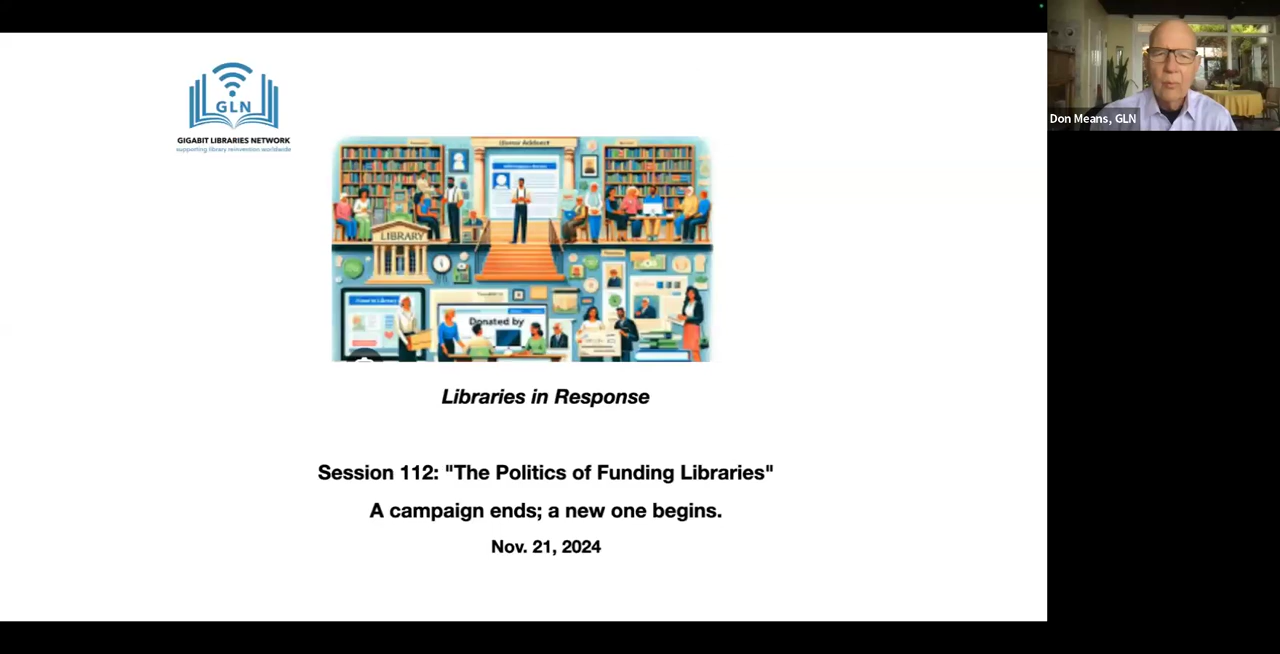 GLN
GIGABIT LIBRARIES NETWORK
supporting library reinvention worldwide
LIBRARY
Donated by
Libraries in Response
Session 112: "The Politics of Funding Libraries"
A campaign ends; a new one begins.
Nov. 21, 2024
Don Means, GLN